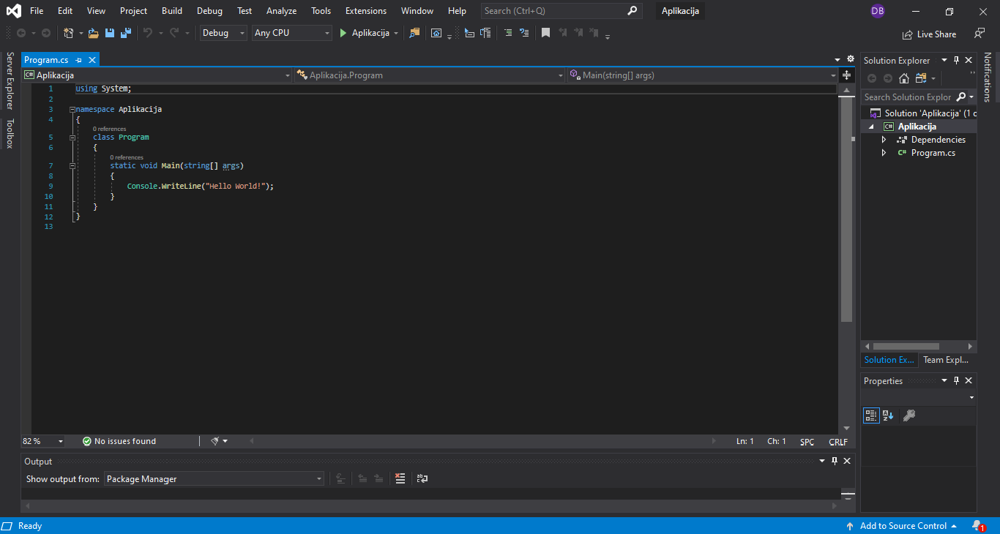 File Edit View Project Build Debug Test Analyze Tools Extensions Window Help Search (Ctrl+Q) Aplikacija DB
Debug Any CPU Aplikacija Live Share
Server Explorer
Toolbox
Program.cs
Aplikacija Aplikacija.Program Main(string[] args)
1 using System;
2
3 namespace Aplikacija
4 {
0 references
5 class Program
6 {
0 references
7 static void Main(string[] args)
8 {
9 Console.WriteLine("Hello World!");
10 }
11 }
12 }
13
82 % No issues found Ln: 1 Ch: 1 SPC CRLF
Output
Show output from: Package Manager
Solution Explorer
Search Solution Explor
Solution 'Aplikacija' (1 c
C# Aplikacija
Dependencies
C# Program.cs
Solution Ex... Team Expl...
Properties
Notifications
Ready Add to Source Control 1